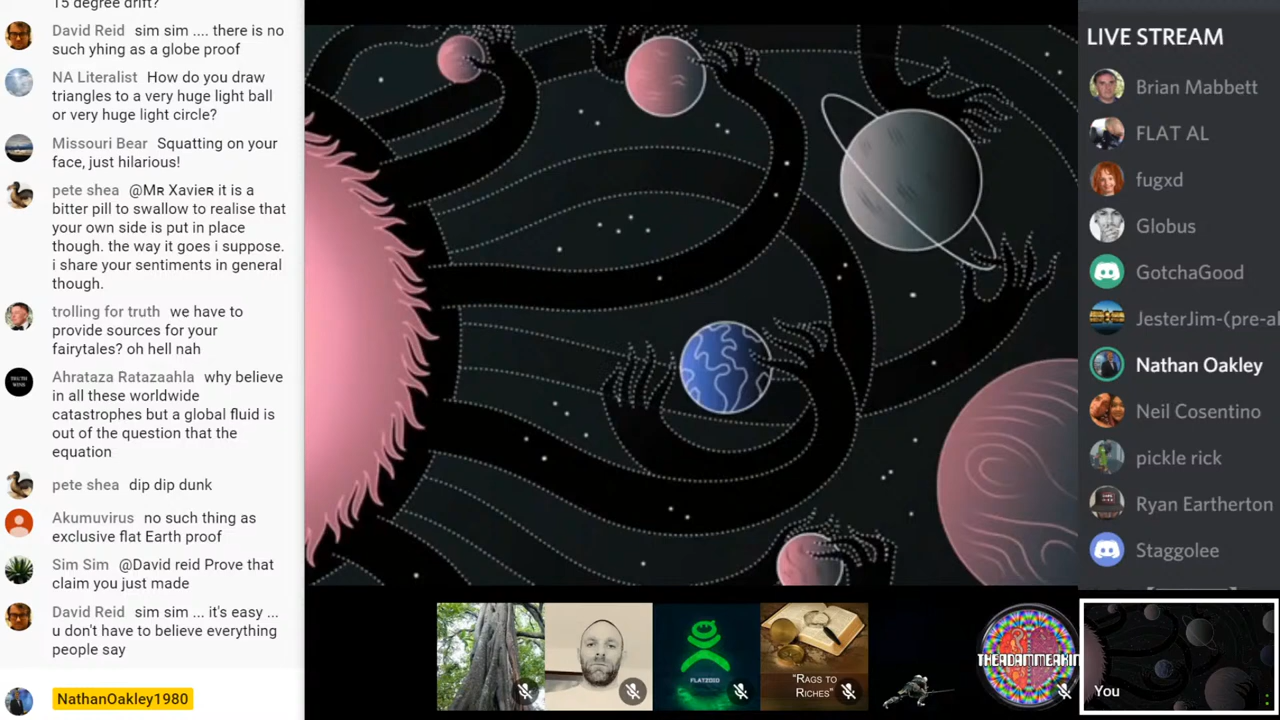 15 degree drift?
David Reid sim sim .... there is no
such yhing as a globe proof
NA Literalist How do you draw
triangles to a very huge light ball
or very huge light circle?
Missouri Bear Squatting on your
face, just hilarious!
pete shea @Mʀ Xᴀᴠɪᴇʀ it is a
bitter pill to swallow to realise that
your own side is put in place
though. the way it goes i suppose.
i share your sentiments in general
though.
trolling for truth we have to
provide sources for your
fairytales? oh hell nah
Ahrataza Ratazaahla why believe
in all these worldwide
catastrophes but a global fluid is
out of the question that the
equation
pete shea dip dip dunk
Akumuvirus no such thing as
exclusive flat Earth proof
Sim Sim @David reid Prove that
claim you just made
David Reid sim sim ... it's easy ...
u don't have to believe everything
people say
NathanOakley1980
FLATZOID
"RAGS TO
RICHES"
THEADAMMEAKIN
You
LIVE STREAM
Brian Mabbett
FLAT AL
fugxd
Globus
GotchaGood
JesterJim-(pre-al
Nathan Oakley
Neil Cosentino
pickle rick
Ryan Eartherton
Staggolee